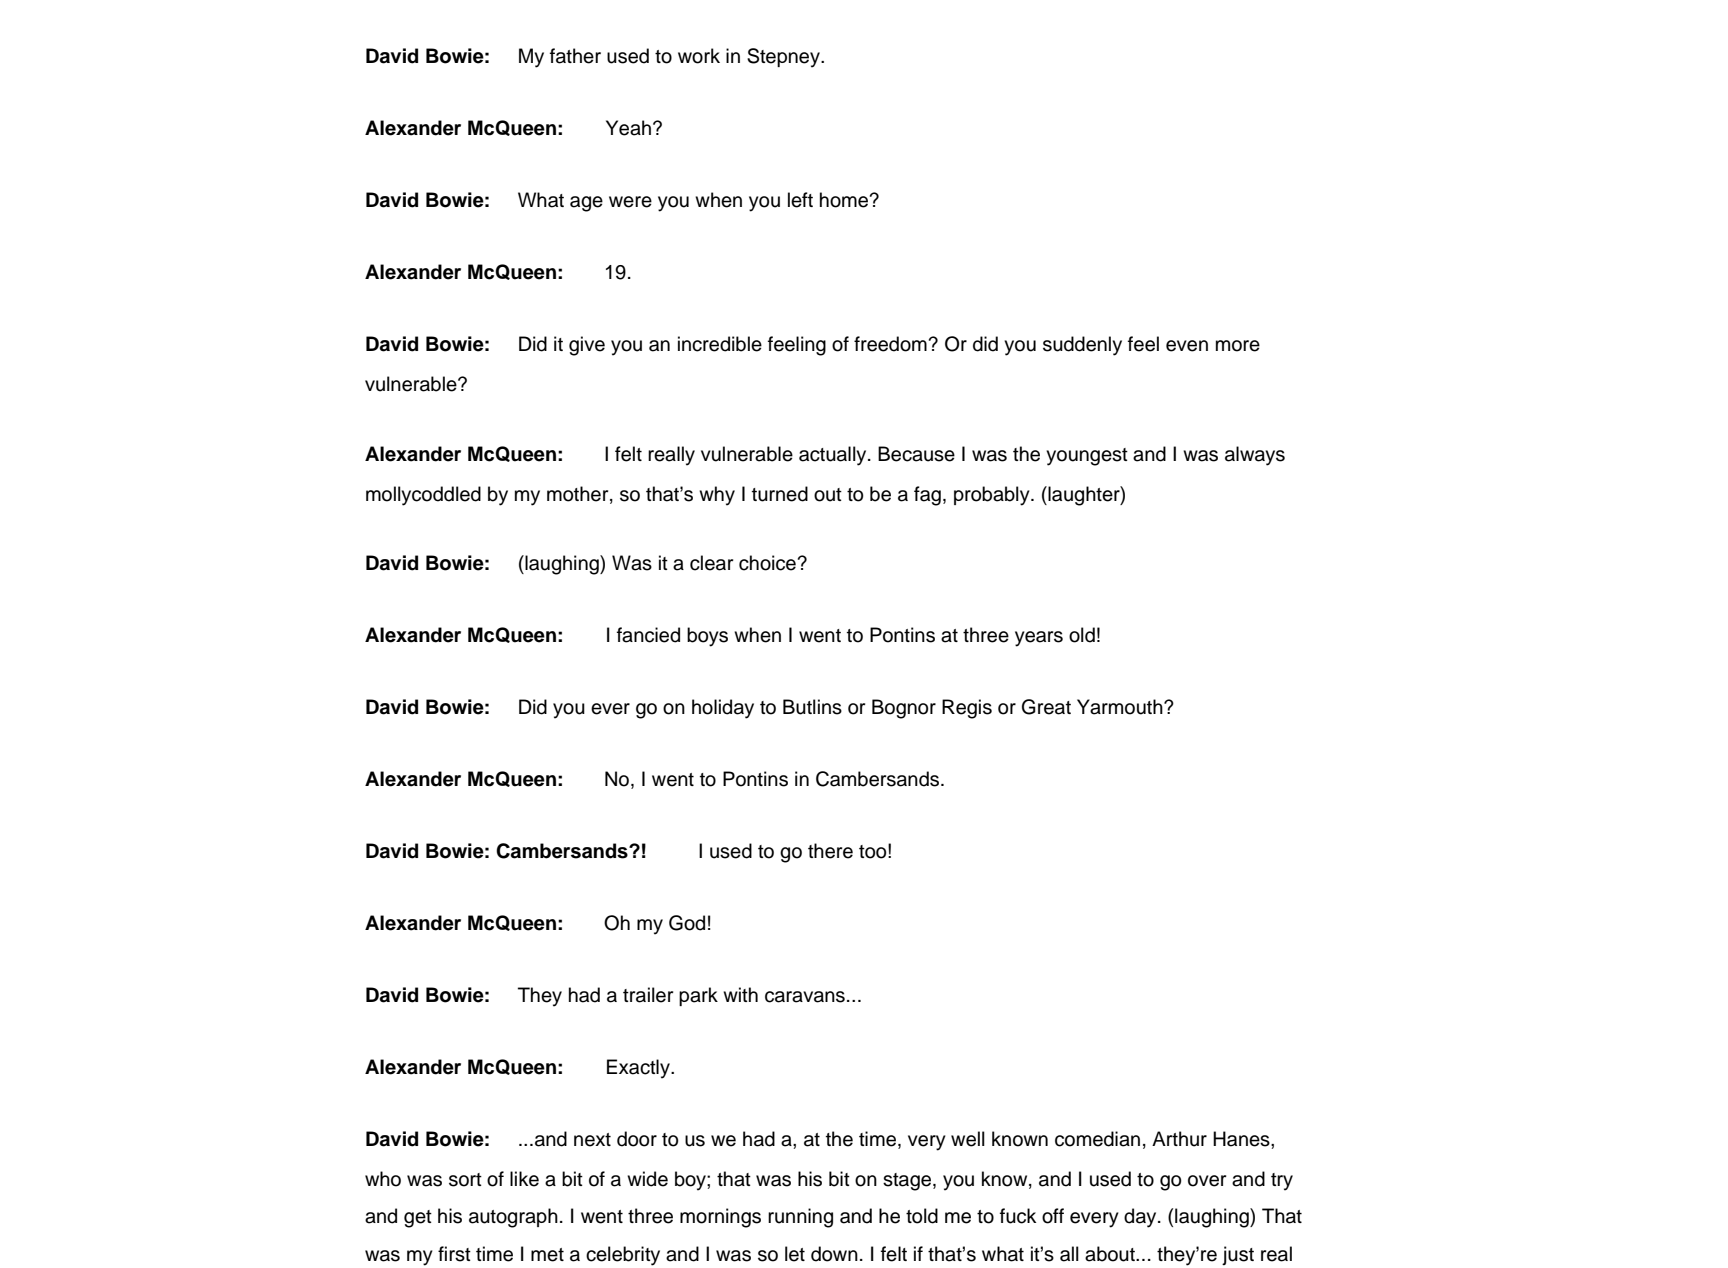 David Bowie: My father used to work in Stepney.
Alexander McQueen: Yeah?
David Bowie: What age were you when you left home?
Alexander McQueen: 19.
David Bowie: Did it give you an incredible feeling of freedom? Or did you suddenly feel even more
vulnerable?
Alexander McQueen: I felt really vulnerable actually. Because I was the youngest and I was always
mollycoddled by my mother, so that’s why I turned out to be a fag, probably. (laughter)
David Bowie: (laughing) Was it a clear choice?
Alexander McQueen: I fancied boys when I went to Pontins at three years old!
David Bowie: Did you ever go on holiday to Butlins or Bognor Regis or Great Yarmouth?
Alexander McQueen: No, I went to Pontins in Cambersands.
David Bowie: Cambersands?! I used to go there too!
Alexander McQueen: Oh my God!
David Bowie: They had a trailer park with caravans...
Alexander McQueen: Exactly.
David Bowie: ...and next door to us we had a, at the time, very well known comedian, Arthur Hanes,
who was sort of like a bit of a wide boy; that was his bit on stage, you know, and I used to go over and try
and get his autograph. I went three mornings running and he told me to fuck off every day. (laughing) That
was my first time I met a celebrity and I was so let down. I felt if that’s what it’s all about... they’re just real